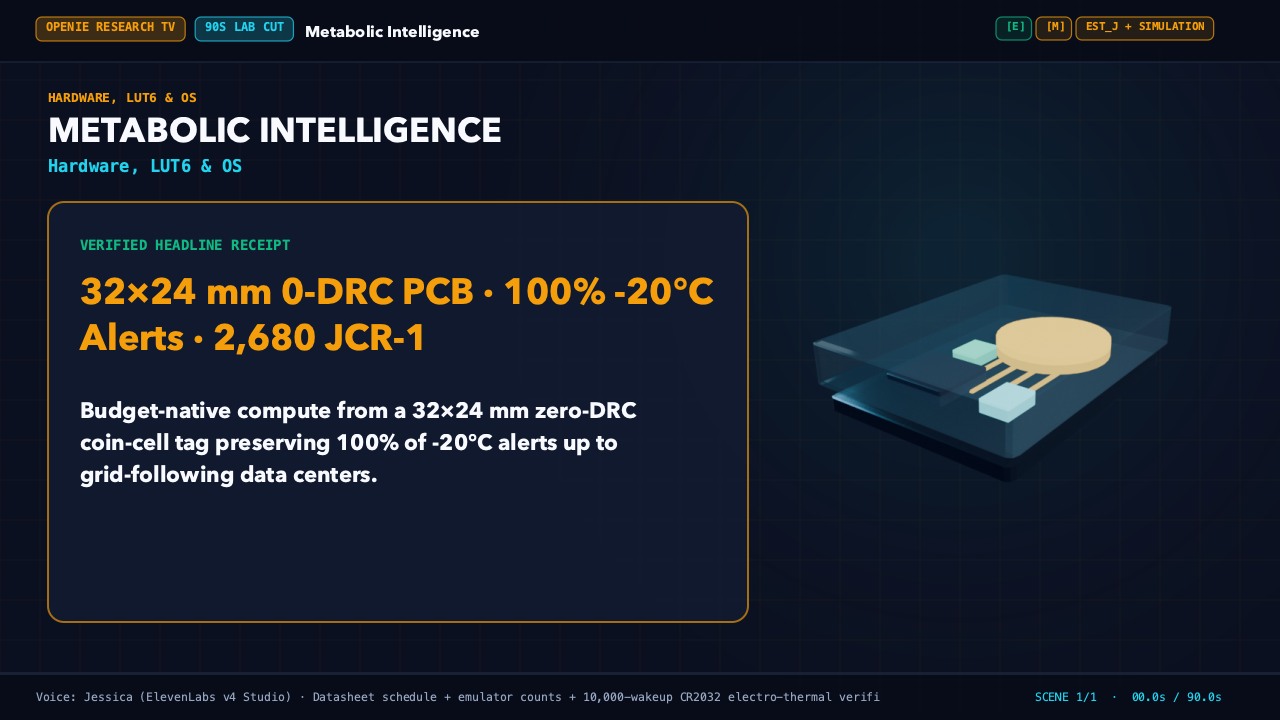 OPENIE RESEARCH TV
90S LAB CUT
Metabolic Intelligence
[E]
[M]
EST_J + SIMULATION
HARDWARE, LUT6 & OS
METABOLIC INTELLIGENCE
Hardware, LUT6 & OS
VERIFIED HEADLINE RECEIPT
32×24 mm 0-DRC PCB · 100% -20°C
Alerts · 2,680 JCR-1
Budget-native compute from a 32×24 mm zero-DRC
coin-cell tag preserving 100% of -20°C alerts up to
grid-following data centers.
Voice: Jessica (ElevenLabs v4 Studio) · Datasheet schedule + emulator counts + 10,000-wakeup CR2032 electro-thermal verifi
SCENE 1/1 · 00.0s / 90.0s